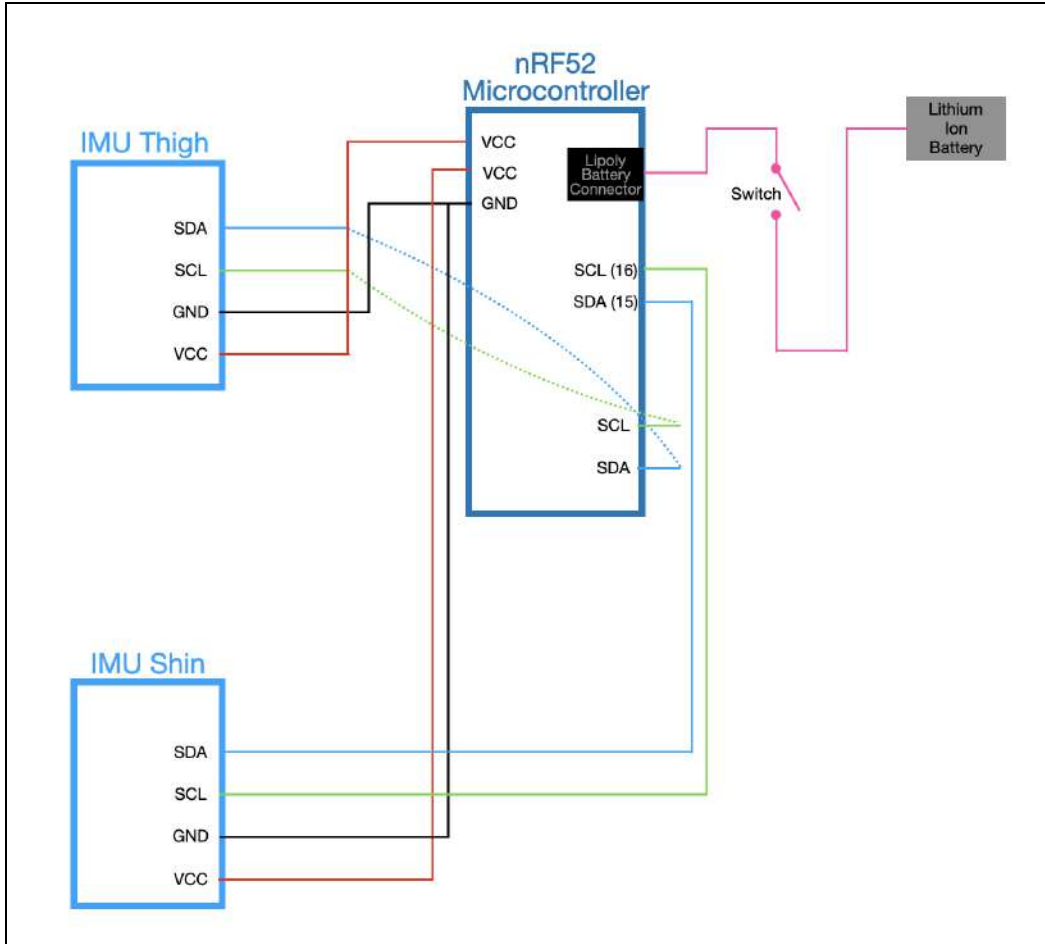 nRF52
Microcontroller
Lithium
Ion
Battery
IMU Thigh
VCC
VCC
GND
Lipoly
Battery
Connector
Switch
SDA
SCL
GND
VCC
SCL (16)
SDA (15)
SCL
SDA
IMU Shin
SDA
SCL
GND
VCC